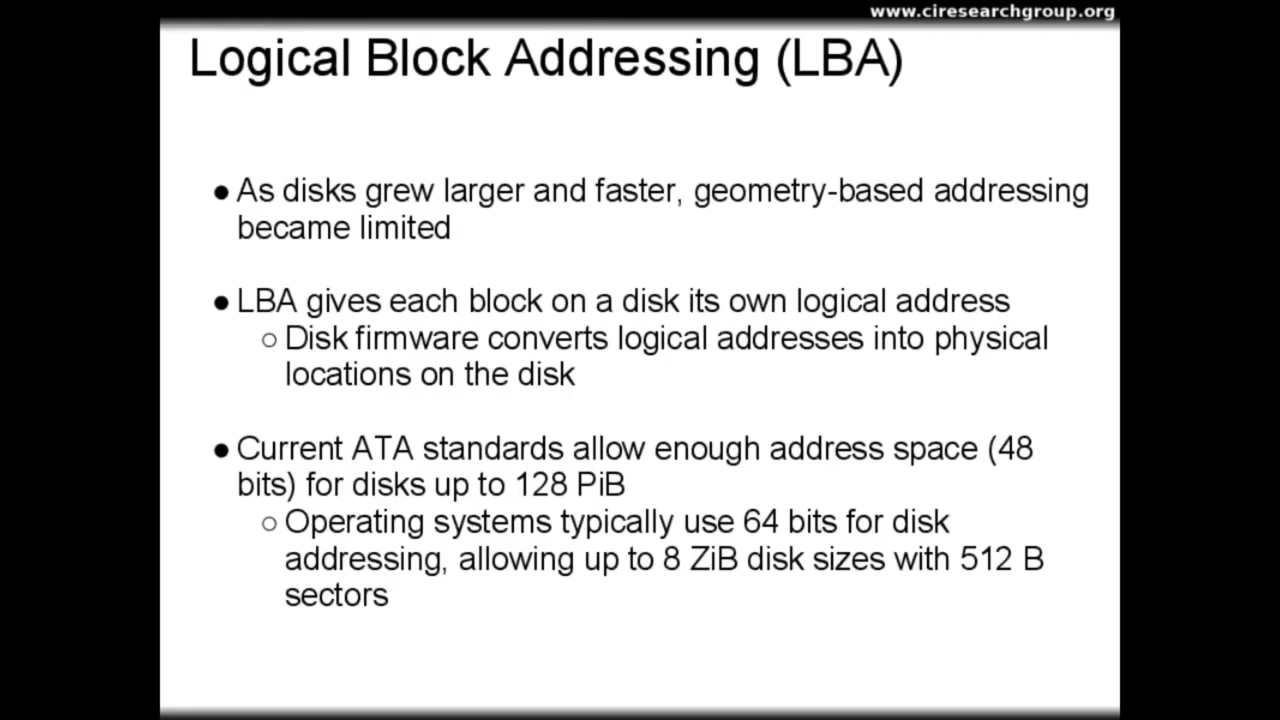 www.ciresearchgroup.org
Logical Block Addressing (LBA)
● As disks grew larger and faster, geometry-based addressing
became limited
● LBA gives each block on a disk its own logical address
○ Disk firmware converts logical addresses into physical
locations on the disk
● Current ATA standards allow enough address space (48
bits) for disks up to 128 PiB
○ Operating systems typically use 64 bits for disk
addressing, allowing up to 8 ZiB disk sizes with 512 B
sectors